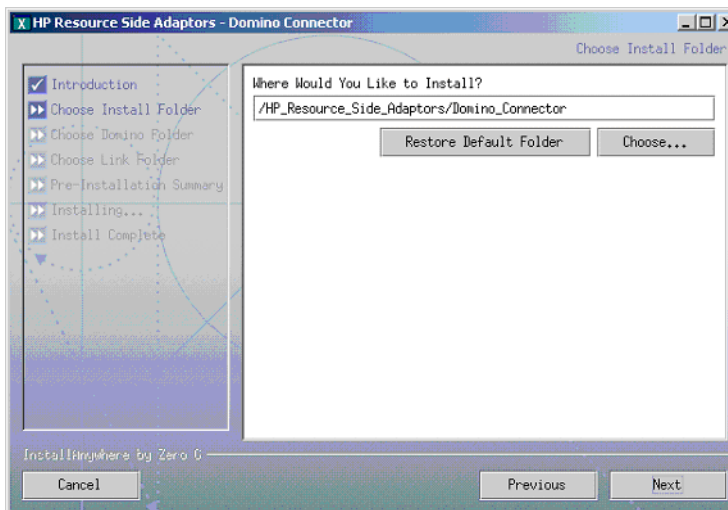 HP Resource Side Adaptors - Domino Connector
Choose Install Folder
Introduction
Choose Install Folder
Choose Domino Folder
Choose Link Folder
Pre-Installation Summary
Installing...
Install Complete
Where Would You Like to Install?
/HP_Resource_Side_Adaptors/Domino_Connector
Restore Default Folder
Choose...
InstallAnywhere by Zero G
Cancel
Previous
Next